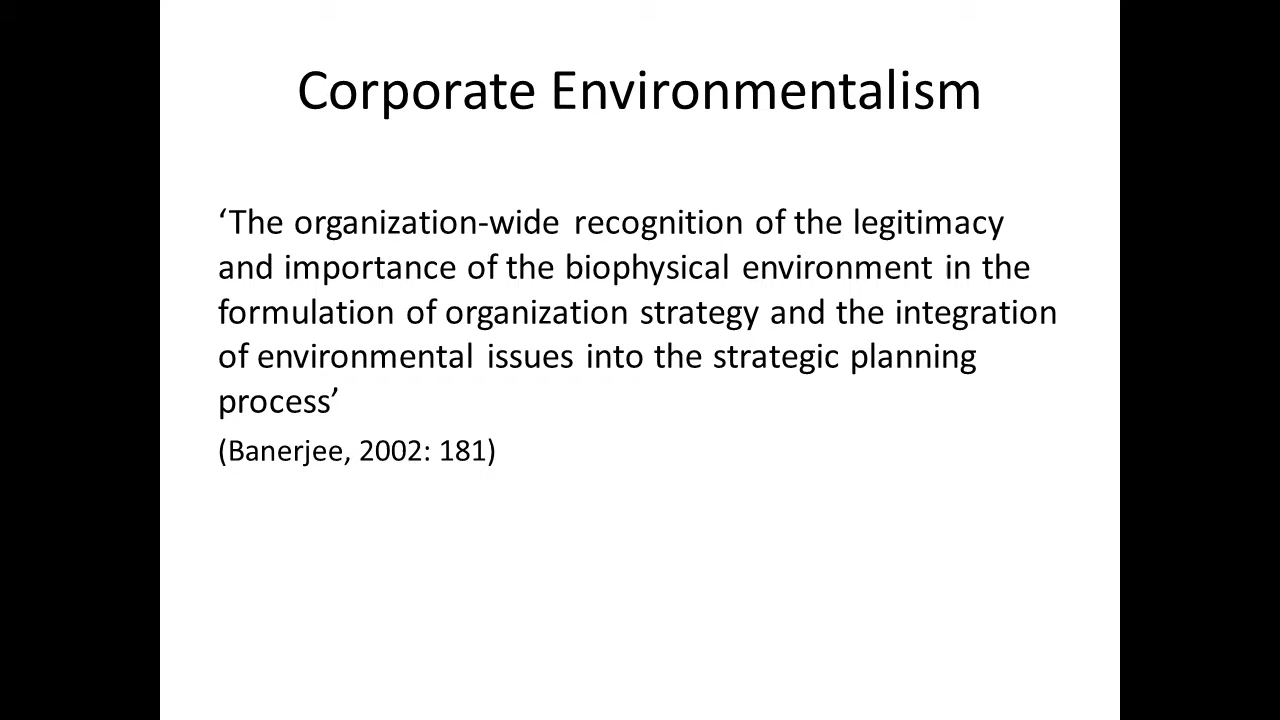 Corporate Environmentalism
‘The organization-wide recognition of the legitimacy
and importance of the biophysical environment in the
formulation of organization strategy and the integration
of environmental issues into the strategic planning
process’
(Banerjee, 2002: 181)